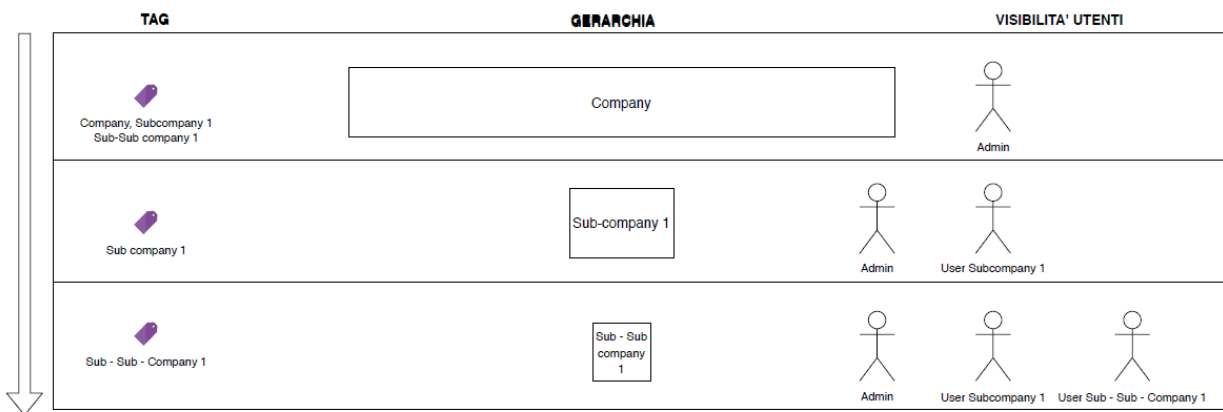 TAG
GERARCHIA
VISIBILITA' UTENTI
Company, Subcompany 1
Sub-Sub company 1
Company
Admin
Sub company 1
Sub-company 1
Admin
User Subcompany 1
Sub - Sub - Company 1
Sub - Sub
company
1
Admin
User Subcompany 1
User Sub - Sub - Company 1